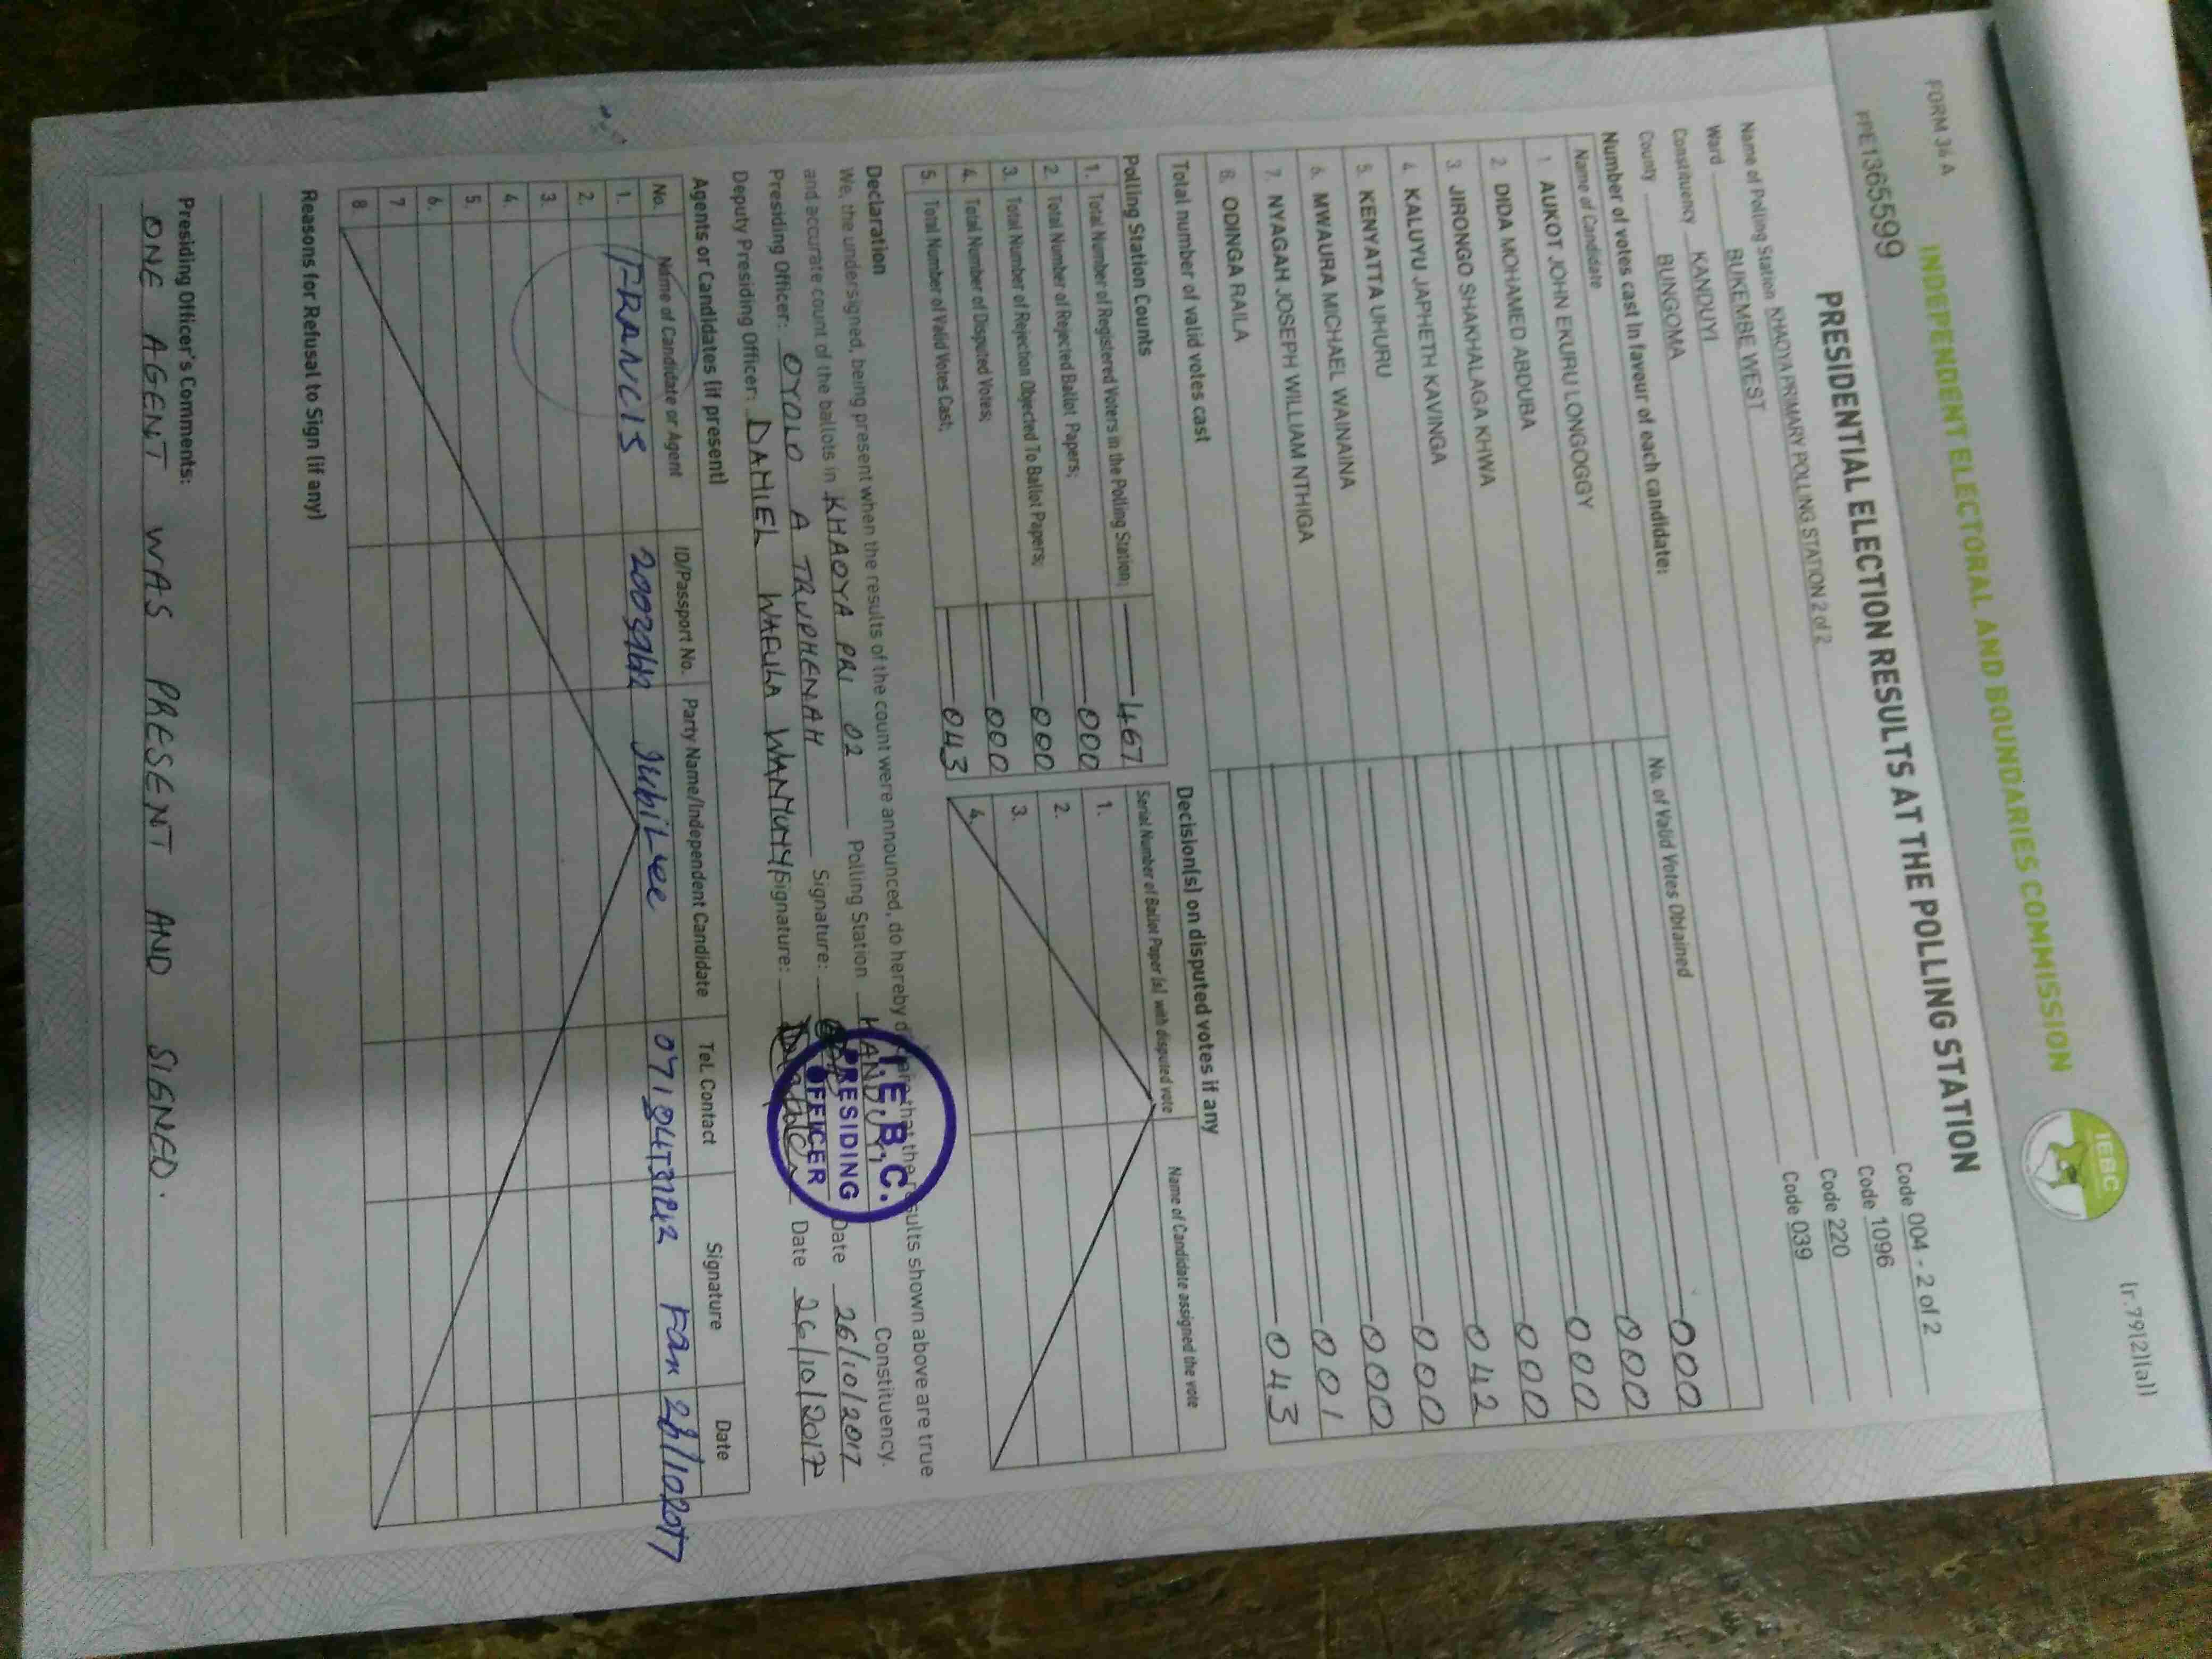 FORM 34 A
(r.79(2)(a))
INDEPENDENT ELECTORAL AND BOUNDARIES COMMISSION
IEBC
PPE1365599
PRESIDENTIAL ELECTION RESULTS AT THE POLLING STATION
Name of Polling Station KHAOYA PRIMARY POLLING STATION 2 of 2 Code 004 - 2 of 2
Ward BUKEMBE WEST Code 1096
Constituency KANDUYI Code 220
County BUNGOMA Code 039
Number of votes cast in favour of each candidate:
Name of Candidate No. of Valid Votes Obtained
1. AUKOT JOHN EKURU LONGOGGY 000
2. DIDA MOHAMED ABDUBA 000
3. JIRONGO SHAKHALAGA KHWA 000
4. KALUYU JAPHETH KAVINGA 000
5. KENYATTA UHURU 042
6. MWAURA MICHAEL WAINAINA 000
7. NYAGAH JOSEPH WILLIAM NTHIGA 000
8. ODINGA RAILA 001
Total number of valid votes cast 043
Polling Station Counts
1. Total Number of Registered Voters in the Polling Station; 467
2. Total Number of Rejected Ballot Papers; 000
3. Total Number of Rejection Objected To Ballot Papers; 000
4. Total Number of Disputed Votes; 000
5. Total Number of Valid Votes Cast; 043
Decision(s) on disputed votes if any
Serial Number of Ballot Paper (s) with disputed vote Name of Candidate assigned the vote
1.
2.
3.
4.
Declaration
We, the undersigned, being present when the results of the count were announced, do hereby declare that the results shown above are true
and accurate count of the ballots in KHAOYA PRI 02 Polling Station KANDUYI Constituency.
Presiding Officer: OYOLO A TRUPHENAH Signature: Date 26/10/2017
Deputy Presiding Officer: DANIEL WAFULA Signature: Date 26/10/2017
I.E.B.C.
PRESIDING
OFFICER
Agents or Candidates (if present)
No. Name of Candidate or Agent ID/Passport No. Party Name/Independent Candidate Tel. Contact Signature Date
1. FRANCIS Jubilee
2.
3.
4.
5.
6.
7
8.
Reasons for Refusal to Sign (if any)
Presiding Officer's Comments:
ONE AGENT WAS PRESENT AND SIGNED.